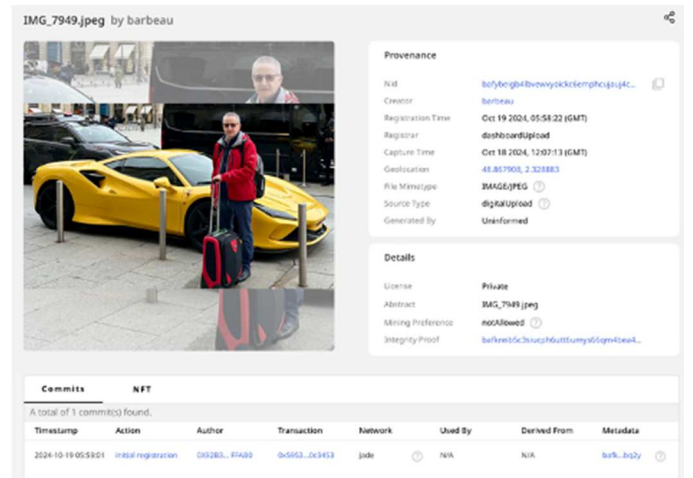 IMG_7949.jpeg by barbeau
Provenance
Nid
Creator barbeau
Registration Time Oct 19 2024, 05:58:22 (GMT)
Registrar dashboardUpload
Capture Time Oct 18 2024, 12:07:13 (GMT)
Geolocation 48.867908, 2.328883
File Mimetype IMAGE/JPEG
Source Type digitalUpload
Generated By Uninformed
Details
License Private
Abstract IMG_7949.jpeg
Mining Preference notAllowed
Integrity Proof
Commits NFT
A total of 1 commit(s) found.
Timestamp Action Author Transaction Network Used By Derived From Metadata
2024-10-19 05:59:01 initial registration jade N/A N/A bafk...bq2y